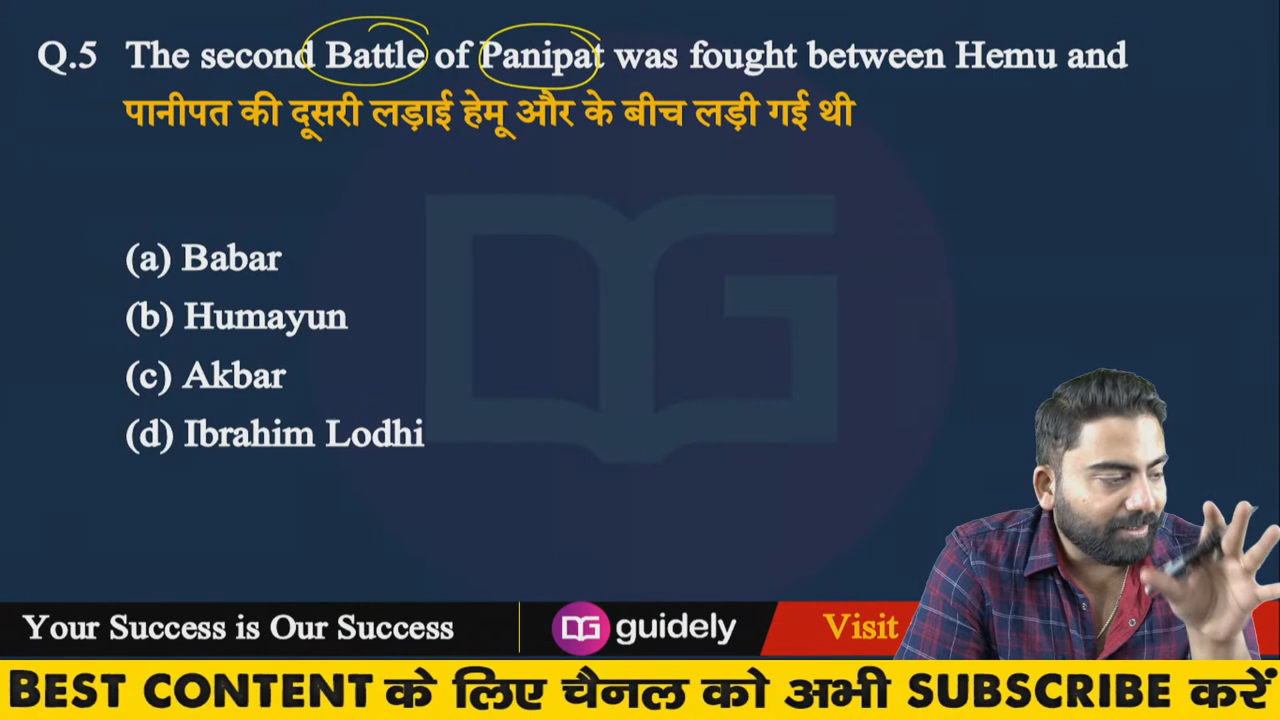 Q.5 The second Battle of Panipat was fought between Hemu and
पानीपत की दूसरी लड़ाई हेमू और के बीच लड़ी गई थी
(a) Babar
(b) Humayun
(c) Akbar
(d) Ibrahim Lodhi
Your Success is Our Success DG guidely Visit
BEST CONTENT के लिए चैनल को अभी SUBSCRIBE करें